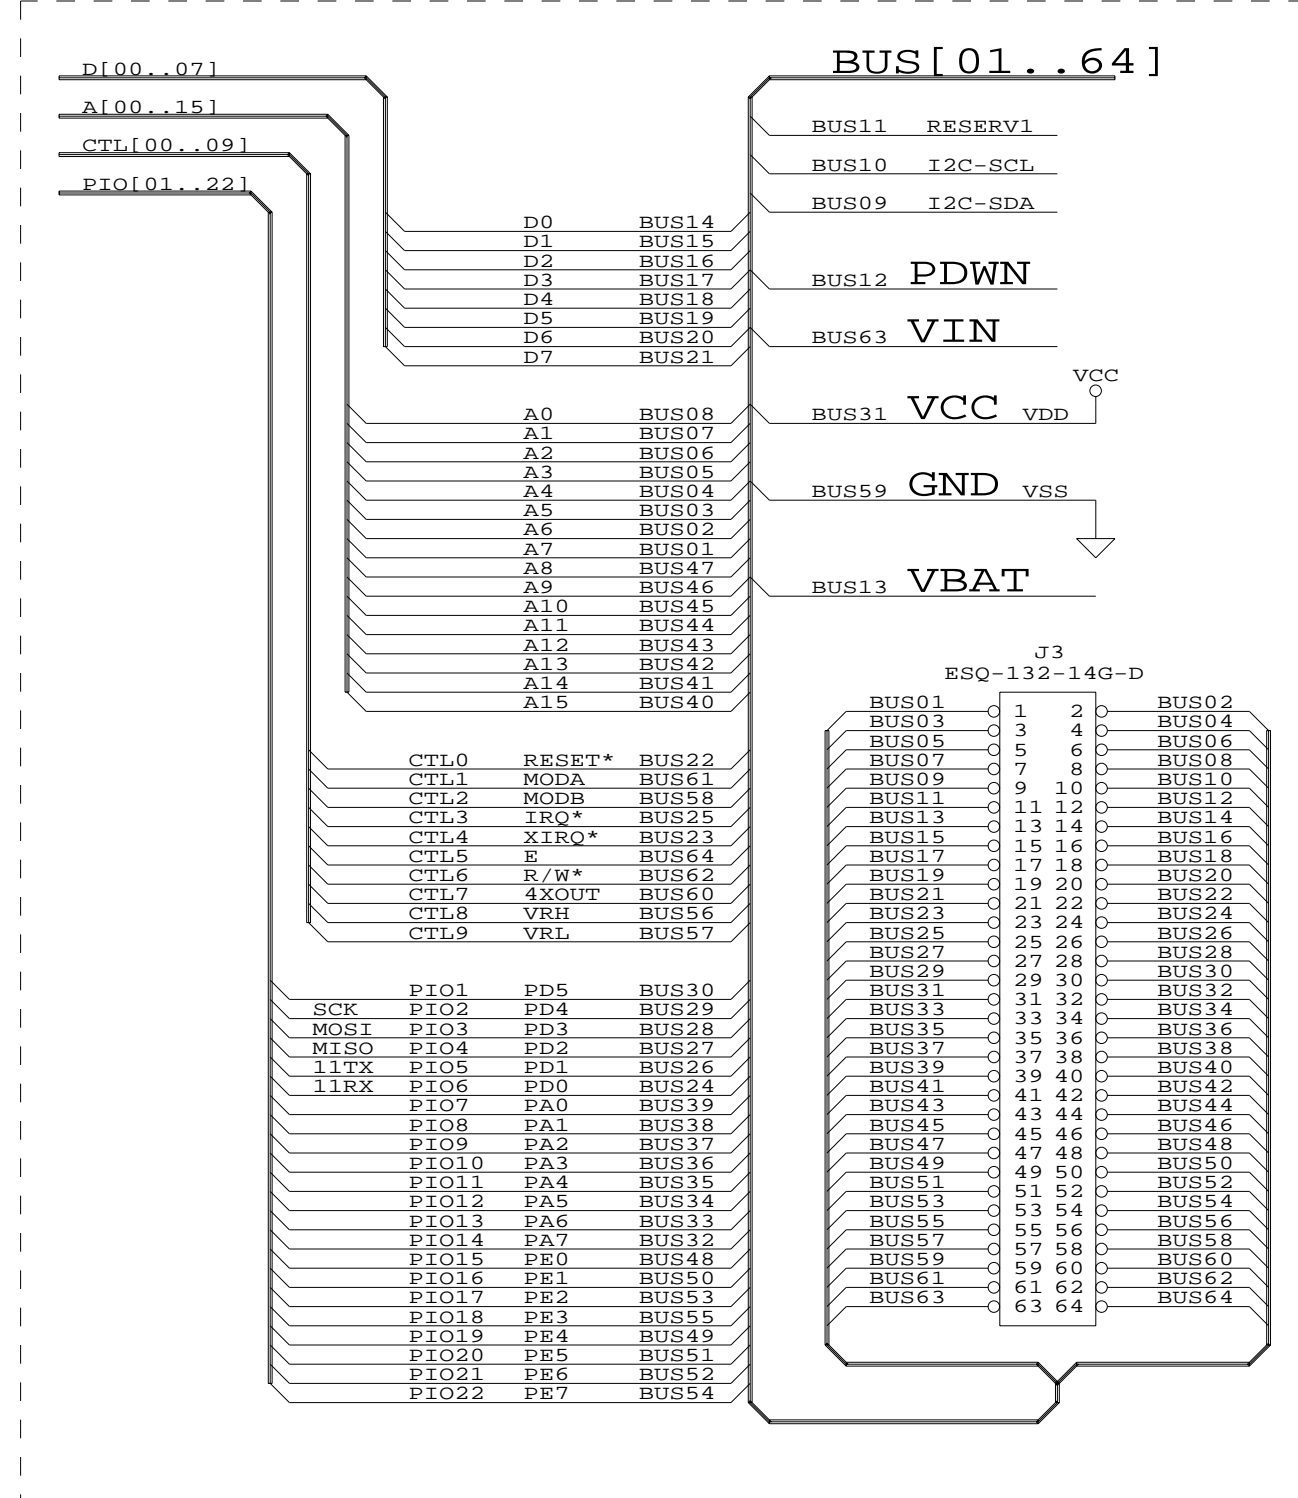 BUS[01..64]
D[00..07]
A[00..15]
CTL[00..09]
PIO[01..22]
BUS11 RESERV1
BUS10 I2C-SCL
BUS09 I2C-SDA
BUS12 PDWN
BUS63 VIN
VCC
BUS31 VCC VDD
BUS59 GND VSS
BUS13 VBAT
D0 BUS14
D1 BUS15
D2 BUS16
D3 BUS17
D4 BUS18
D5 BUS19
D6 BUS20
D7 BUS21
A0 BUS08
A1 BUS07
A2 BUS06
A3 BUS05
A4 BUS04
A5 BUS03
A6 BUS02
A7 BUS01
A8 BUS47
A9 BUS46
A10 BUS45
A11 BUS44
A12 BUS43
A13 BUS42
A14 BUS41
A15 BUS40
CTL0 RESET* BUS22
CTL1 MODA BUS61
CTL2 MODB BUS58
CTL3 IRQ* BUS25
CTL4 XIRQ* BUS23
CTL5 E BUS64
CTL6 R/W* BUS62
CTL7 4XOUT BUS60
CTL8 VRH BUS56
CTL9 VRL BUS57
PIO1 PD5 BUS30
SCK PIO2 PD4 BUS29
MOSI PIO3 PD3 BUS28
MISO PIO4 PD2 BUS27
11TX PIO5 PD1 BUS26
11RX PIO6 PD0 BUS24
PIO7 PA0 BUS39
PIO8 PA1 BUS38
PIO9 PA2 BUS37
PIO10 PA3 BUS36
PIO11 PA4 BUS35
PIO12 PA5 BUS34
PIO13 PA6 BUS33
PIO14 PA7 BUS32
PIO15 PE0 BUS48
PIO16 PE1 BUS50
PIO17 PE2 BUS53
PIO18 PE3 BUS55
PIO19 PE4 BUS49
PIO20 PE5 BUS51
PIO21 PE6 BUS52
PIO22 PE7 BUS54
J3
ESQ-132-14G-D
BUS01 1 2 BUS02
BUS03 3 4 BUS04
BUS05 5 6 BUS06
BUS07 7 8 BUS08
BUS09 9 10 BUS10
BUS11 11 12 BUS12
BUS13 13 14 BUS14
BUS15 15 16 BUS16
BUS17 17 18 BUS18
BUS19 19 20 BUS20
BUS21 21 22 BUS22
BUS23 23 24 BUS24
BUS25 25 26 BUS26
BUS27 27 28 BUS28
BUS29 29 30 BUS30
BUS31 31 32 BUS32
BUS33 33 34 BUS34
BUS35 35 36 BUS36
BUS37 37 38 BUS38
BUS39 39 40 BUS40
BUS41 41 42 BUS42
BUS43 43 44 BUS44
BUS45 45 46 BUS46
BUS47 47 48 BUS48
BUS49 49 50 BUS50
BUS51 51 52 BUS52
BUS53 53 54 BUS54
BUS55 55 56 BUS56
BUS57 57 58 BUS58
BUS59 59 60 BUS60
BUS61 61 62 BUS62
BUS63 63 64 BUS64